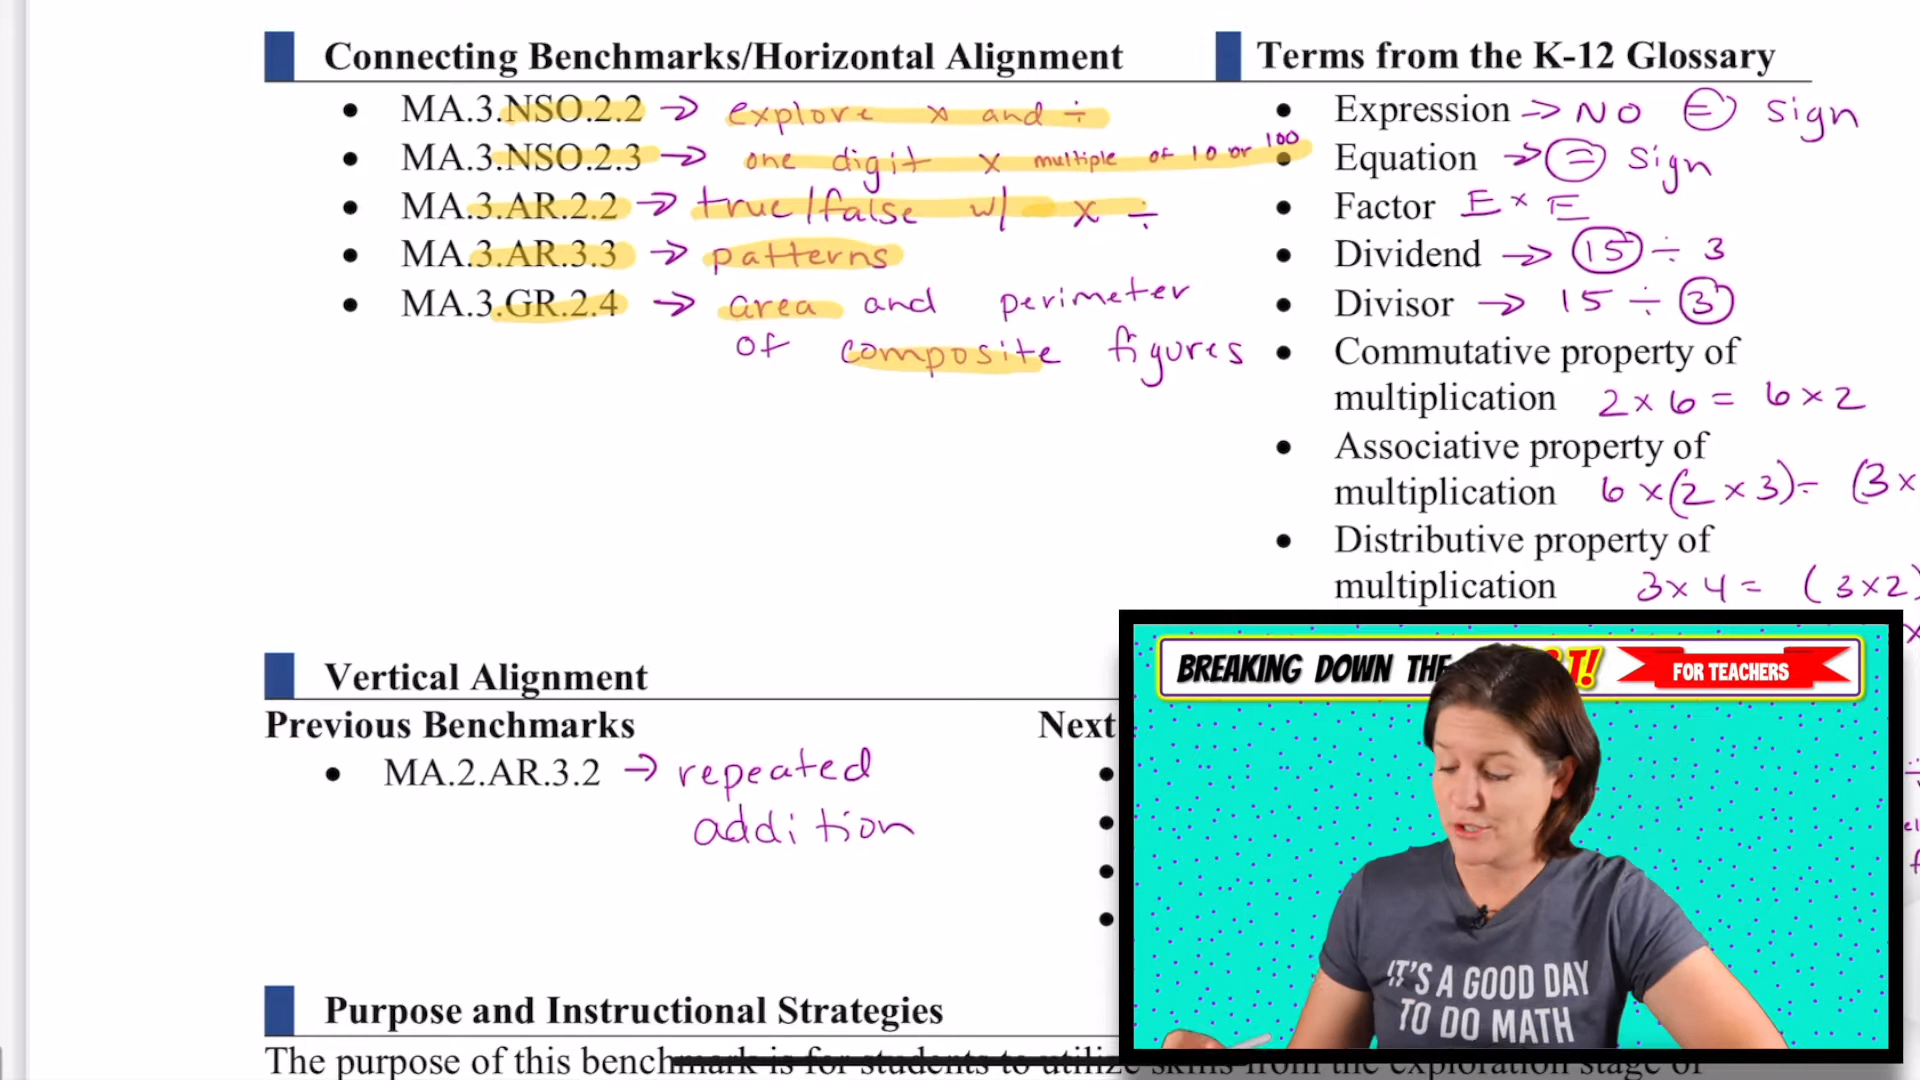 Connecting Benchmarks/Horizontal Alignment
• MA.3.NSO.2.2 → explore x and ÷
• MA.3.NSO.2.3 → one digit x multiple of 10 or 100
• MA.3.AR.2.2 → true/false w/ x ÷
• MA.3.AR.3.3 → patterns
• MA.3.GR.2.4 → area and perimeter
of composite figures
Terms from the K-12 Glossary
• Expression → NO = sign
• Equation → = sign
• Factor
• Dividend → 15 ÷ 3
• Divisor → 15 ÷ 3
• Commutative property of
multiplication 2 x 6 = 6 x 2
• Associative property of
multiplication 6 x (2 x 3) = (3 x
• Distributive property of
multiplication 3 x 4 = (3 x 2)
Vertical Alignment
Previous Benchmarks
• MA.2.AR.3.2 → repeated
addition
Next
BREAKING DOWN THE
FOR TEACHERS
IT'S A GOOD DAY
TO DO MATH
Purpose and Instructional Strategies
The purpose of this benchmark is for students to utilize skills from the exploration stage of